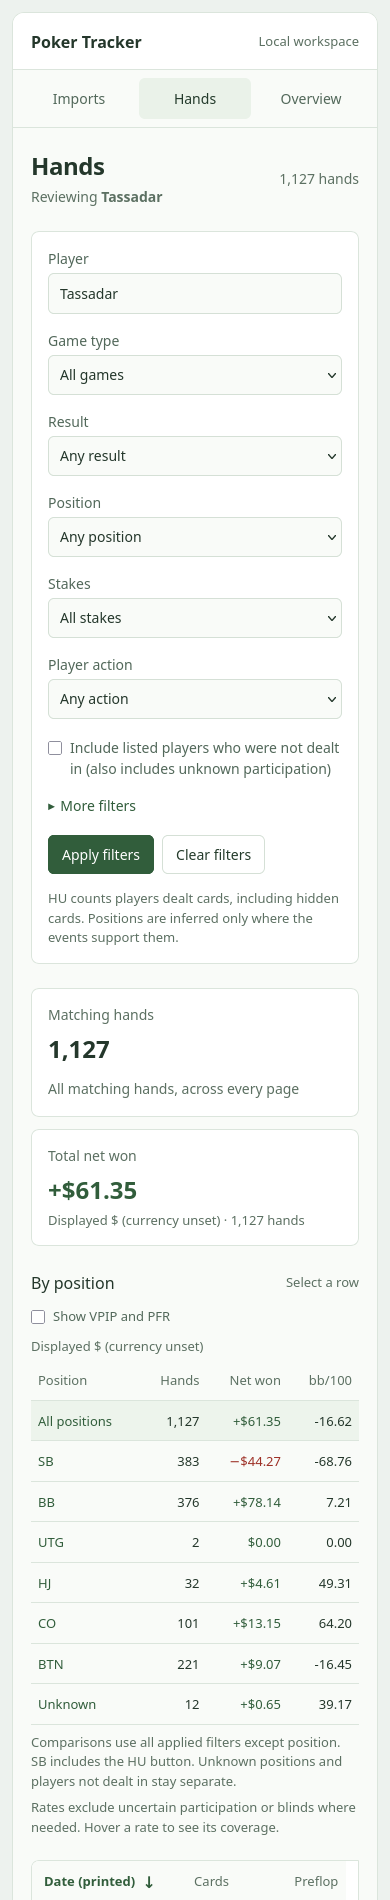 Poker Tracker
Local workspace
Imports
Hands
Overview
Hands
Reviewing Tassadar
1,127 hands
Player
Tassadar
Game type
All games
Result
Any result
Position
Any position
Stakes
All stakes
Player action
Any action
Include listed players who were not dealt
in (also includes unknown participation)
▸ More filters
Apply filters
Clear filters
HU counts players dealt cards, including hidden
cards. Positions are inferred only where the
events support them.
Matching hands
1,127
All matching hands, across every page
Total net won
+$61.35
Displayed $ (currency unset) · 1,127 hands
By position
Select a row
Show VPIP and PFR
Displayed $ (currency unset)
Position Hands Net won bb/100
All positions 1,127 +$61.35 -16.62
SB 383 −$44.27 -68.76
BB 376 +$78.14 7.21
UTG 2 $0.00 0.00
HJ 32 +$4.61 49.31
CO 101 +$13.15 64.20
BTN 221 +$9.07 -16.45
Unknown 12 +$0.65 39.17
Comparisons use all applied filters except position.
SB includes the HU button. Unknown positions and
players not dealt in stay separate.
Rates exclude uncertain participation or blinds where
needed. Hover a rate to see its coverage.
Date (printed) ↓ Cards Preflop